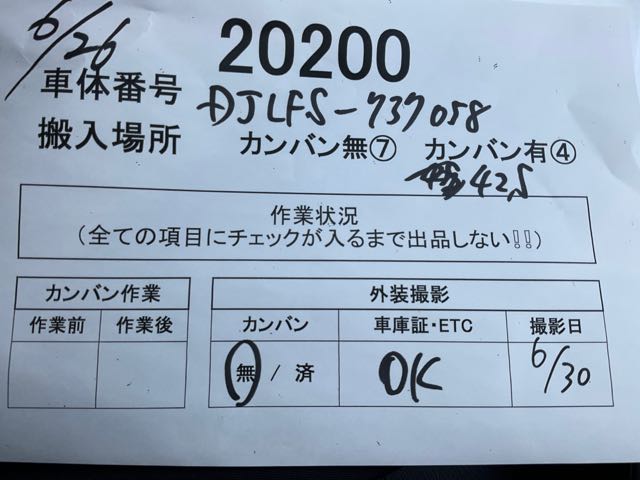 6/26
20200
車体番号 DJLFS-737058
搬入場所 カンバン無⑦ カンバン有④
425
作業状況
(全ての項目にチェックが入るまで出品しない!!)
カンバン作業 外装撮影
作業前 作業後 カンバン 車庫証・ETC 撮影日
無 / 済 OK 6/30